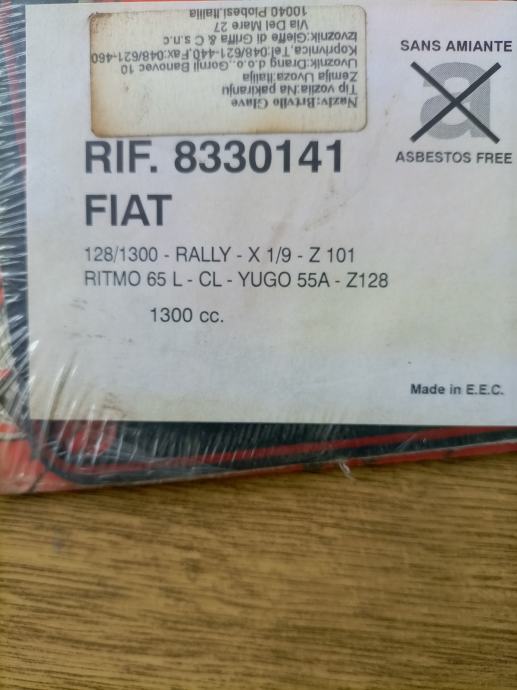 Naziv:Brtvilo Glave
Tip vozila:Na pakiranju
Zemlja Uvoza:Italija
Uvoznik:Drang d.o.o.,Gornji Banovec 10
Koprivnica,Tel:048/621-440,Fax:048/621-460
Izvoznik:Gieffe di Griffa & C s.n.c
Via Del Mare 27
10040 Piobesi,Italija
SANS AMIANTE
a
ASBESTOS FREE
RIF. 8330141
FIAT
128/1300 - RALLY - X 1/9 - Z 101
RITMO 65 L - CL - YUGO 55A - Z128
1300 cc.
Made in E.E.C.